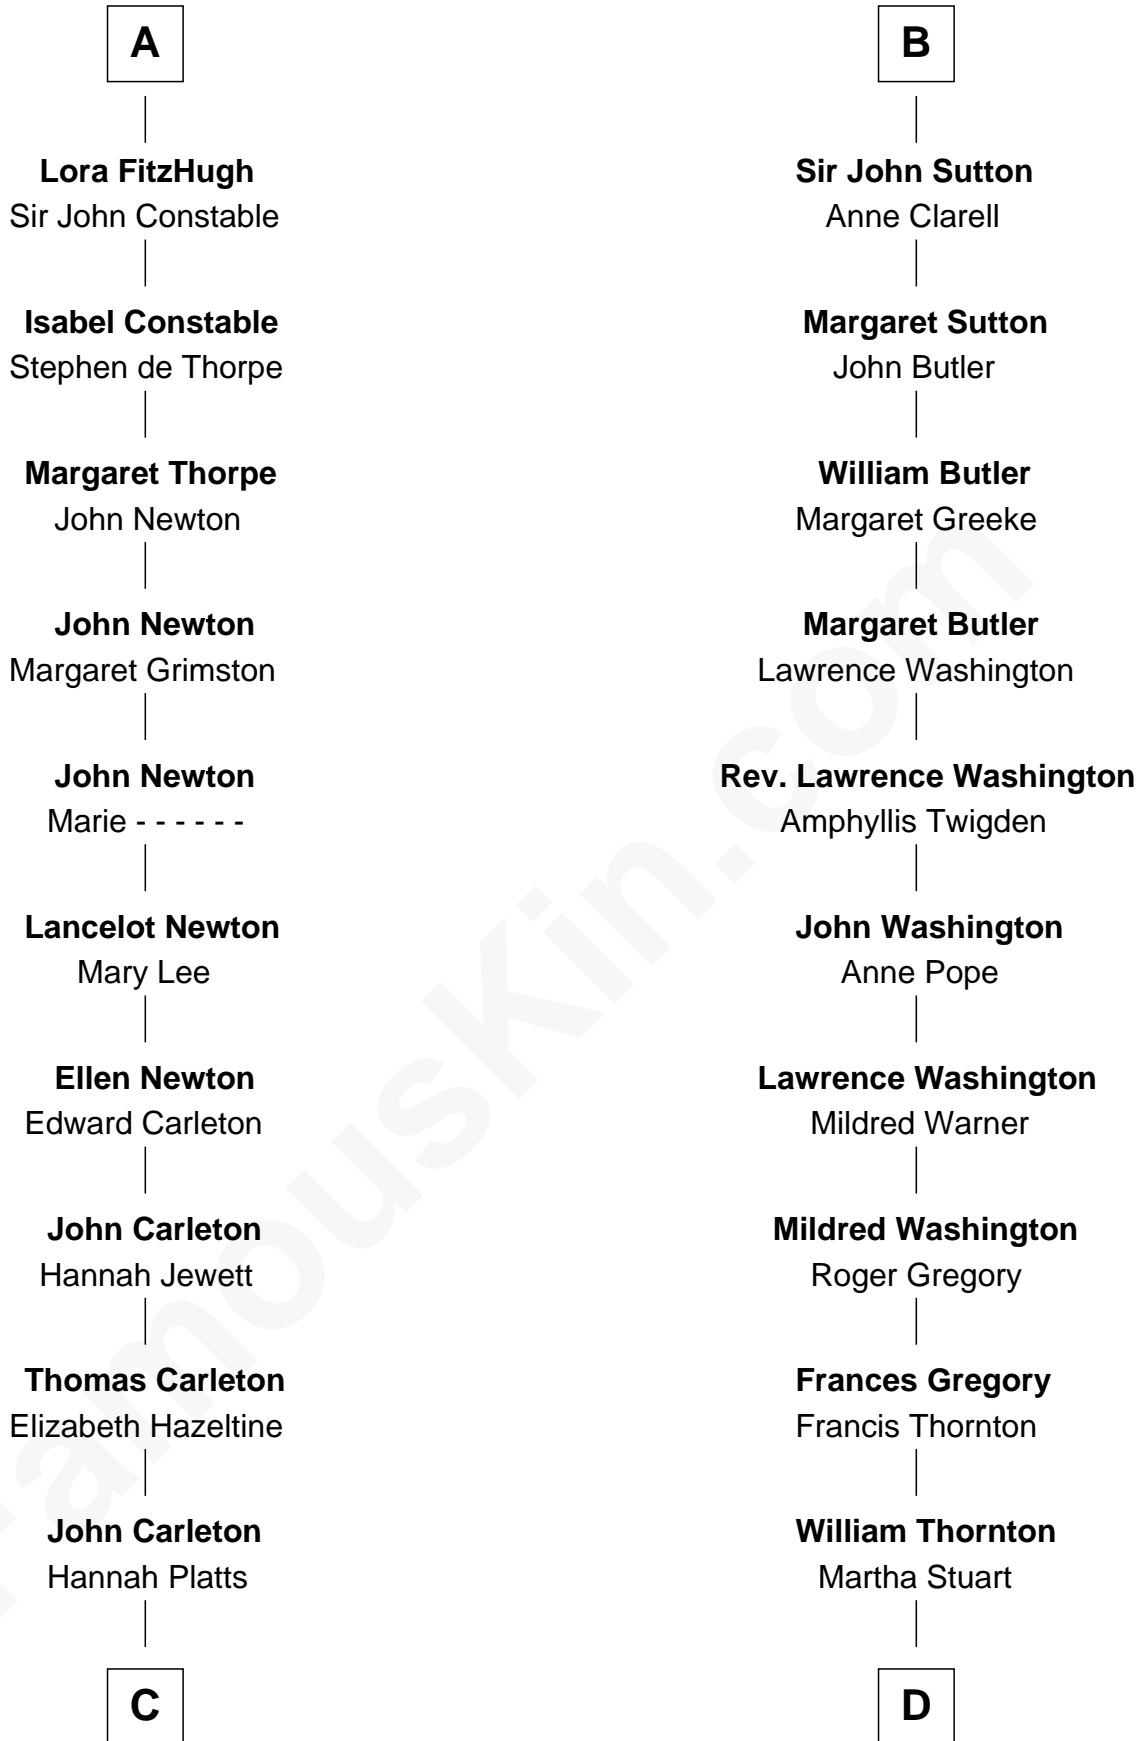 A
Lora FitzHugh
Sir John Constable
Isabel Constable
Stephen de Thorpe
Margaret Thorpe
John Newton
John Newton
Margaret Grimston
John Newton
Marie - - - - - -
Lancelot Newton
Mary Lee
Ellen Newton
Edward Carleton
John Carleton
Hannah Jewett
Thomas Carleton
Elizabeth Hazeltine
John Carleton
Hannah Platts
C
B
Sir John Sutton
Anne Clarell
Margaret Sutton
John Butler
William Butler
Margaret Greeke
Margaret Butler
Lawrence Washington
Rev. Lawrence Washington
Amphyllis Twigden
John Washington
Anne Pope
Lawrence Washington
Mildred Warner
Mildred Washington
Roger Gregory
Frances Gregory
Francis Thornton
William Thornton
Martha Stuart
D
FamousKin.com